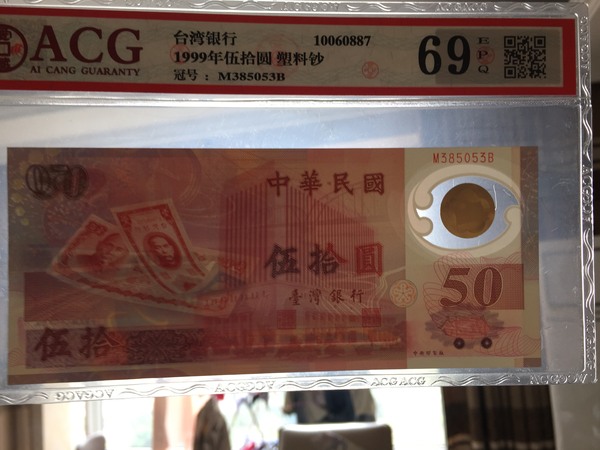 ACG
AI CANG GUARANTY
台湾银行
1999年伍拾圆 塑料钞
冠号 : M385053B
10060887
69
EPQ
M385053B
中華民國
伍拾圓
臺灣銀行
50
伍拾